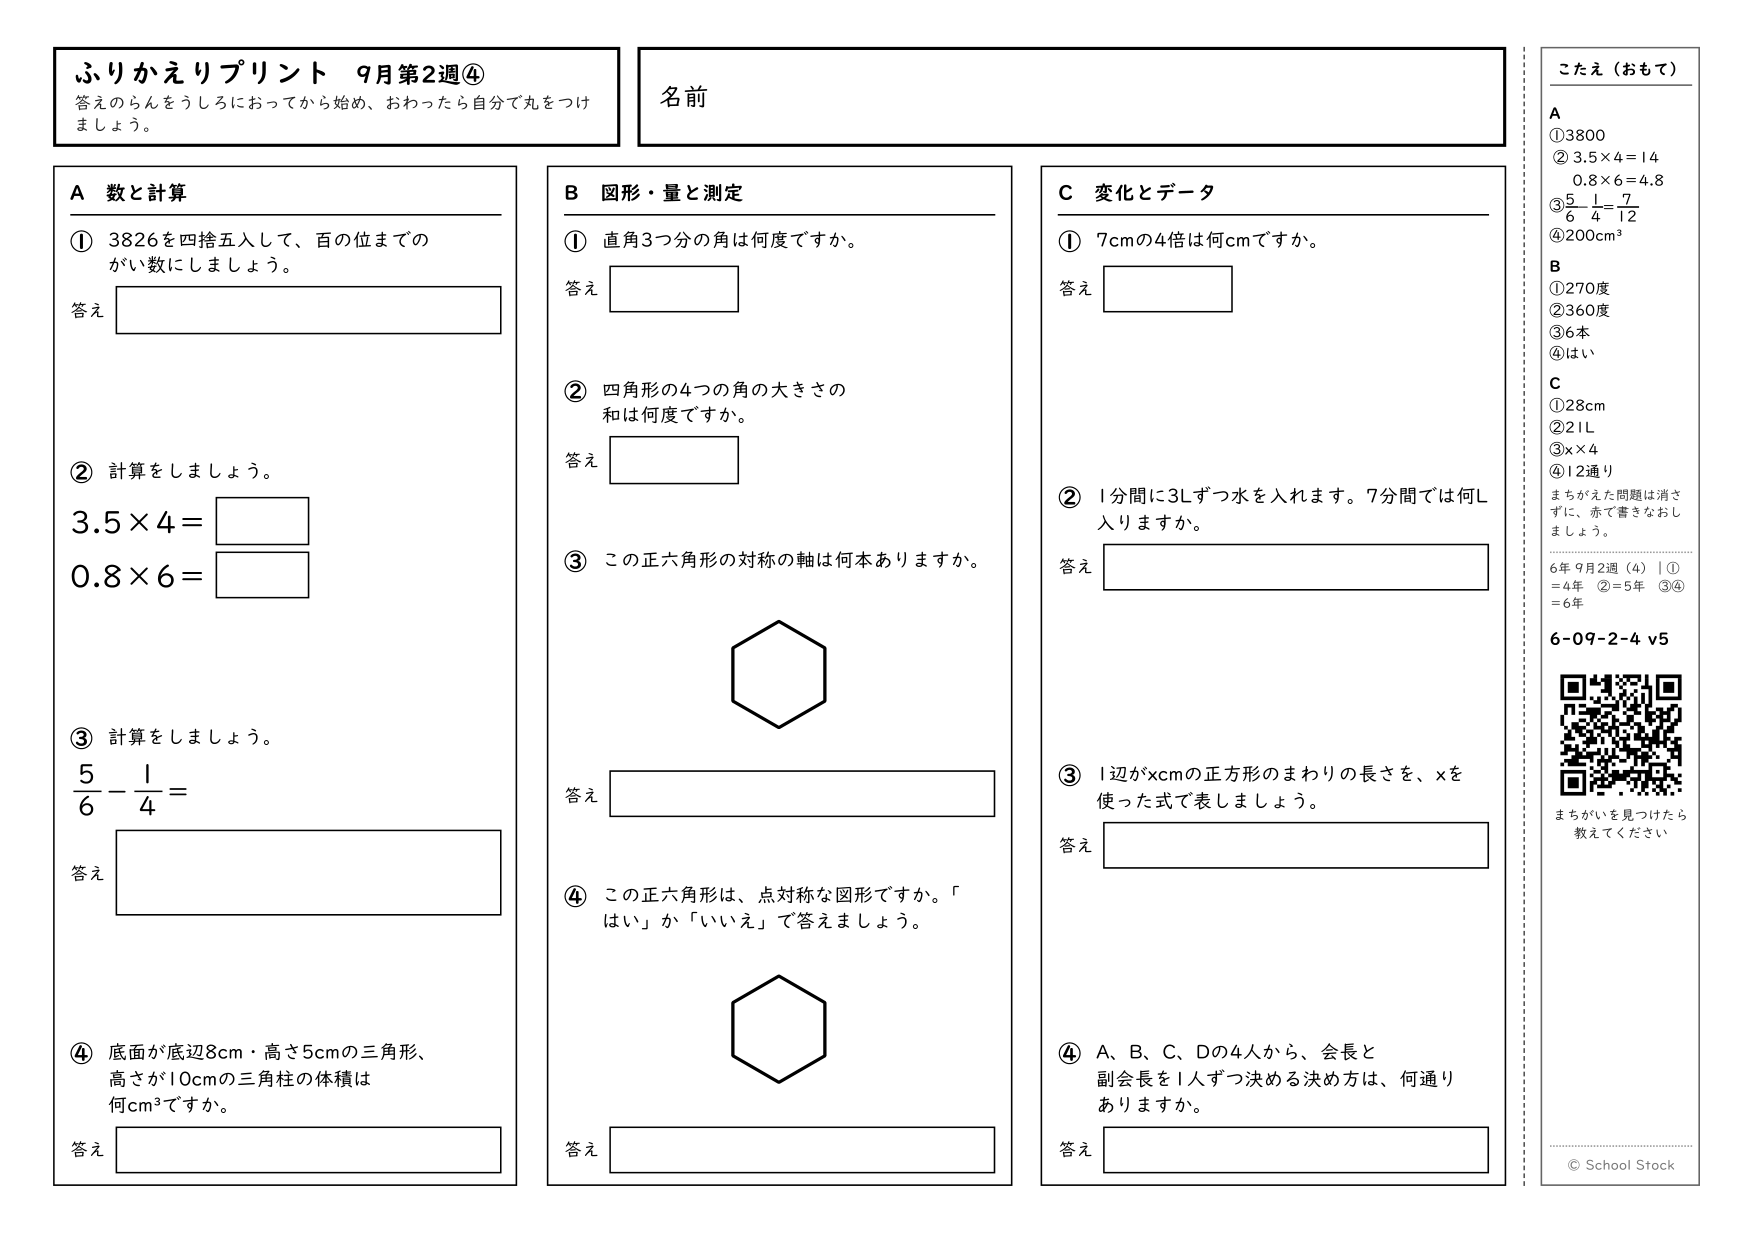 ふりかえりプリント　9月第2週④
答えのらんをうしろにおってから始め、おわったら自分で丸をつけ
ましょう。
名前
A　数と計算
① 3826を四捨五入して、百の位までの
がい数にしましょう。
答え
② 計算をしましょう。
3.5×4＝
0.8×6＝
③ 計算をしましょう。
5/6－1/4＝
答え
④ 底面が底辺8cm・高さ5cmの三角形、
高さが10cmの三角柱の体積は
何cm³ですか。
答え
B　図形・量と測定
① 直角3つ分の角は何度ですか。
答え
② 四角形の4つの角の大きさの
和は何度ですか。
答え
③ この正六角形の対称の軸は何本ありますか。
答え
④ この正六角形は、点対称な図形ですか。「
はい」か「いいえ」で答えましょう。
答え
C　変化とデータ
① 7cmの4倍は何cmですか。
答え
② 1分間に3Lずつ水を入れます。7分間では何L
入りますか。
答え
③ 1辺がxcmの正方形のまわりの長さを、xを
使った式で表しましょう。
答え
④ A、B、C、Dの4人から、会長と
副会長を1人ずつ決める決め方は、何通り
ありますか。
答え
こたえ（おもて）
A
①3800
② 3.5×4＝14
0.8×6＝4.8
③5/6－1/4＝7/12
④200cm³
B
①270度
②360度
③6本
④はい
C
①28cm
②21L
③x×4
④12通り
まちがえた問題は消さ
ずに、赤で書きなおし
ましょう。
6年 9月2週（4）｜①
＝4年　②＝5年　③④
＝6年
6-09-2-4 v5
まちがいを見つけたら
教えてください
© School Stock